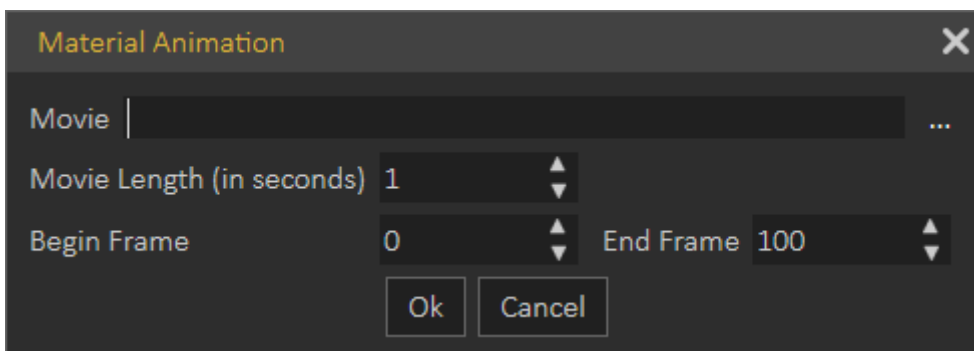 Material Animation
Movie ...
Movie Length (in seconds) 1
Begin Frame 0 End Frame 100
Ok Cancel